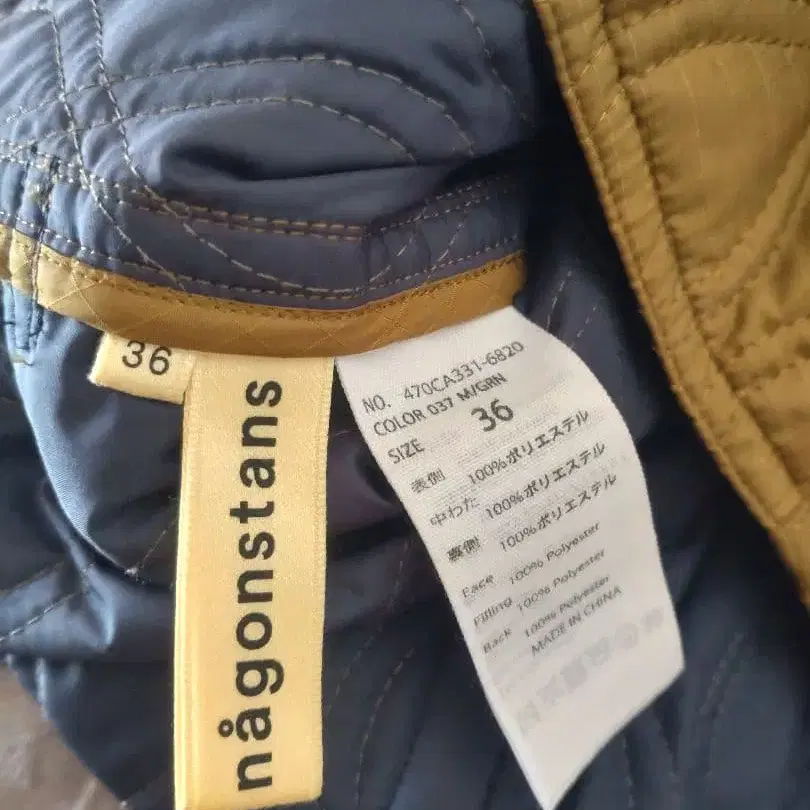 36
någonstans
NO. 470CA331-6820
COLOR 037 M/GRN
SIZE 36
表側 100%ポリエステル
中わた 100%ポリエステル
裏側 100%ポリエステル
Face 100% Polyester
Filling 100% Polyester
Back 100% Polyester
MADE IN CHINA